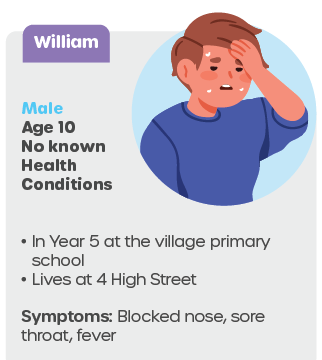 William
Male
Age 10
No known
Health
Conditions
• In Year 5 at the village primary
school
• Lives at 4 High Street
Symptoms: Blocked nose, sore
throat, fever